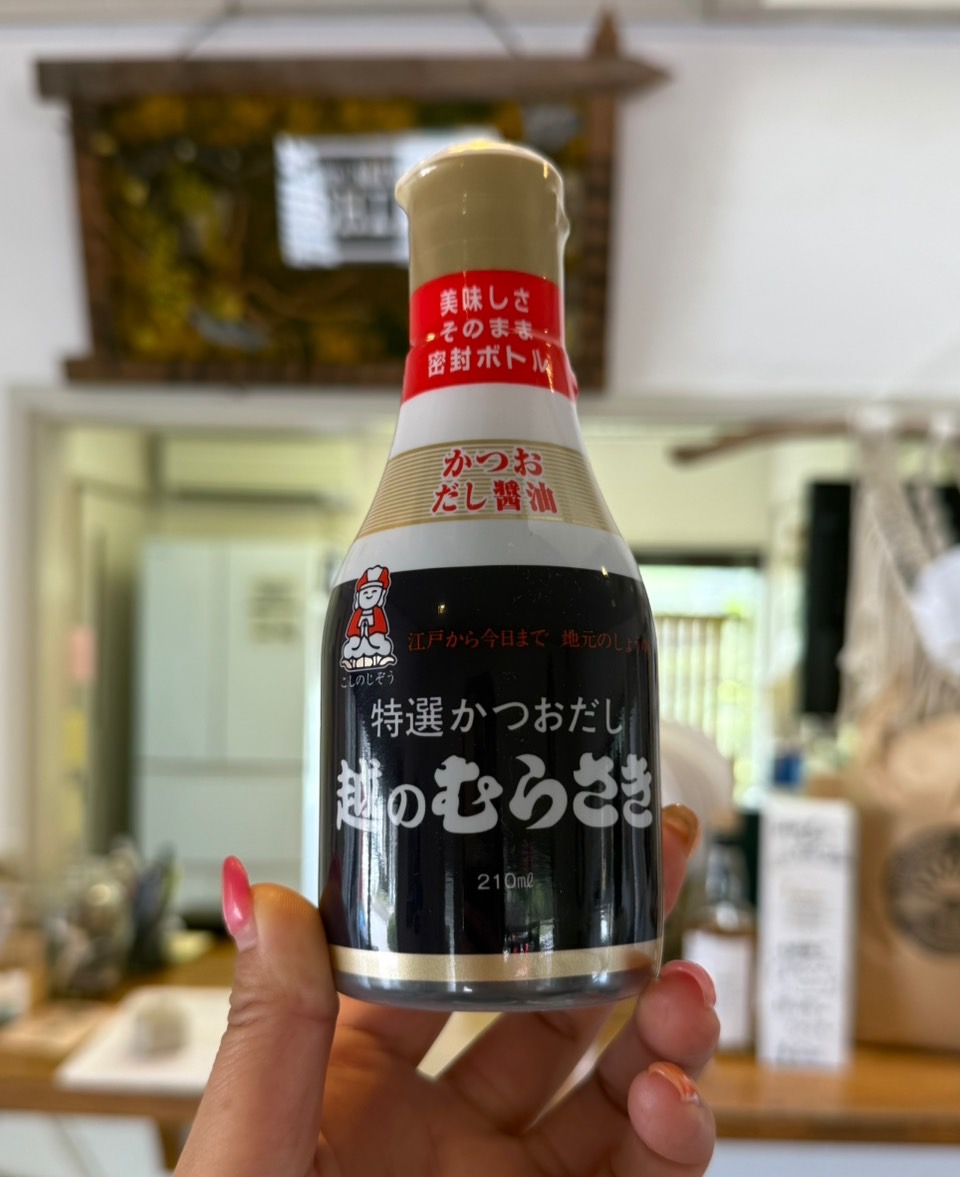 美味しさ
そのまま
密封ボトル
かつお
だし醤油
江戸から今日まで 地元のしょうゆ
こしのじぞう
特選かつおだし
越のむらさき
210㎖